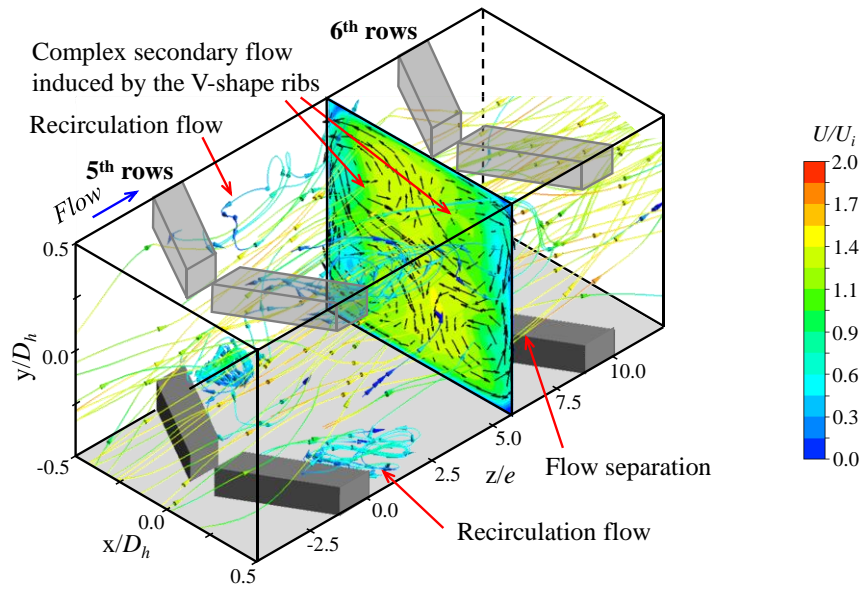 6th rows
Complex secondary flow
induced by the V-shape ribs
Recirculation flow
5th rows
Flow
U/Ui
2.0
1.7
1.4
1.2
0.9
0.6
0.3
0.0
0.5
0.0
-0.5
y/Dh
0.0
0.5
x/Dh
-2.5
0.0
2.5
5.0
7.5
10.0
z/e
Flow separation
Recirculation flow